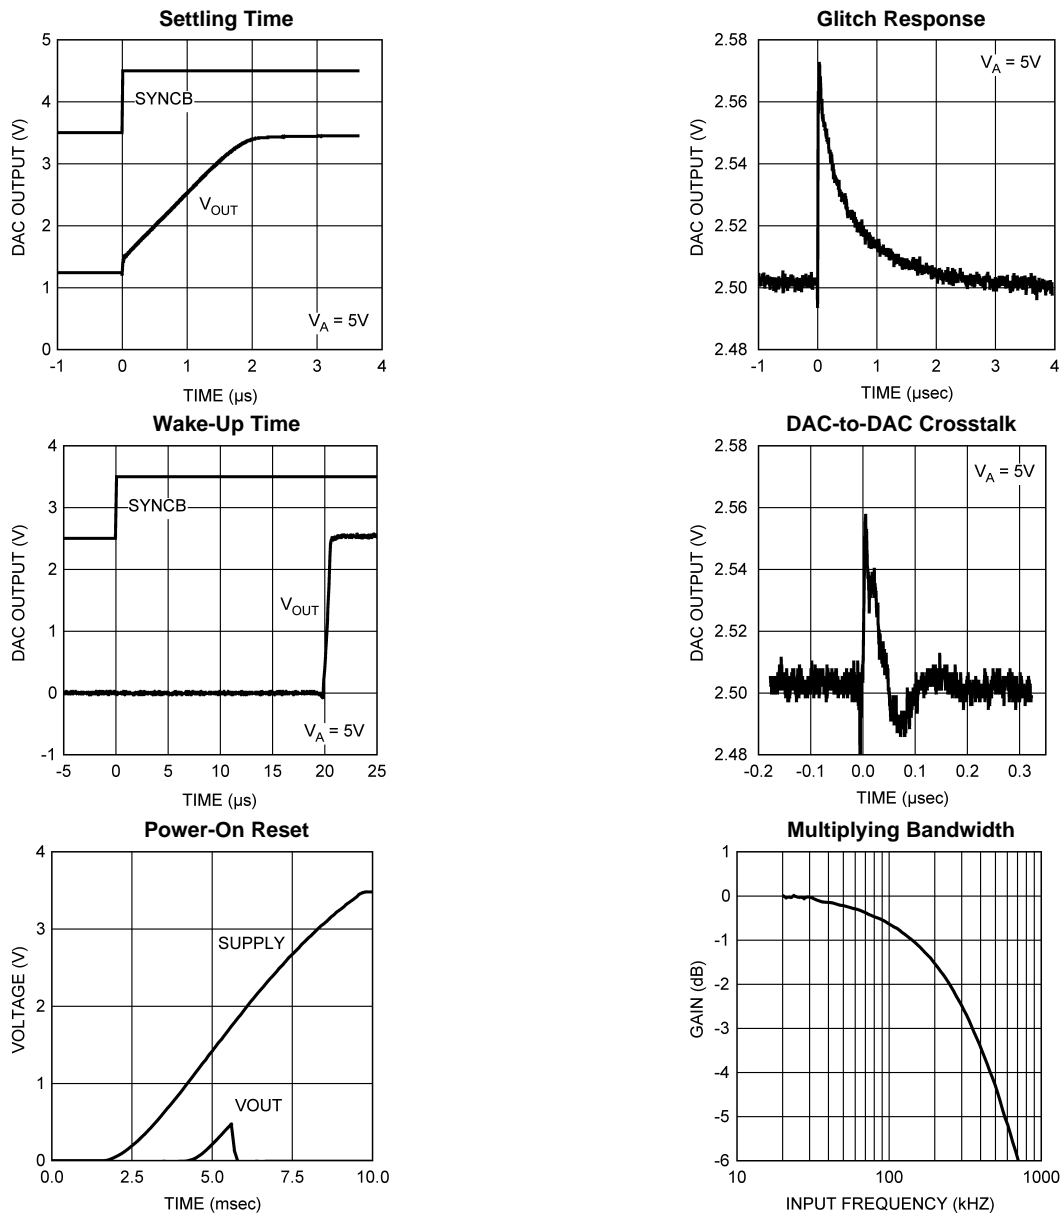 Settling Time
5
4
3
2
1
0
-1 0 1 2 3 4
DAC OUTPUT (V)
TIME (µs)
SYNCB
VOUT
VA = 5V
Glitch Response
2.58
2.56
2.54
2.52
2.50
2.48
-1 0 1 2 3 4
DAC OUTPUT (V)
TIME (µsec)
VA = 5V
Wake-Up Time
4
3
2
1
0
-1
-5 0 5 10 15 20 25
DAC OUTPUT (V)
TIME (µs)
SYNCB
VOUT
VA = 5V
DAC-to-DAC Crosstalk
2.58
2.56
2.54
2.52
2.50
2.48
-0.2 -0.1 0.0 0.1 0.2 0.3
DAC OUTPUT (V)
TIME (µsec)
VA = 5V
Power-On Reset
4
3
2
1
0
0.0 2.5 5.0 7.5 10.0
VOLTAGE (V)
TIME (msec)
SUPPLY
VOUT
Multiplying Bandwidth
1
0
-1
-2
-3
-4
-5
-6
10 100 1000
GAIN (dB)
INPUT FREQUENCY (kHZ)